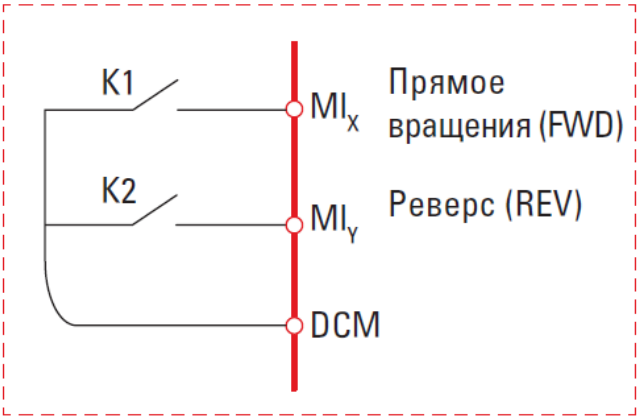 K1
MIX
Прямое
вращения (FWD)
K2
MIY
Реверс (REV)
DCM